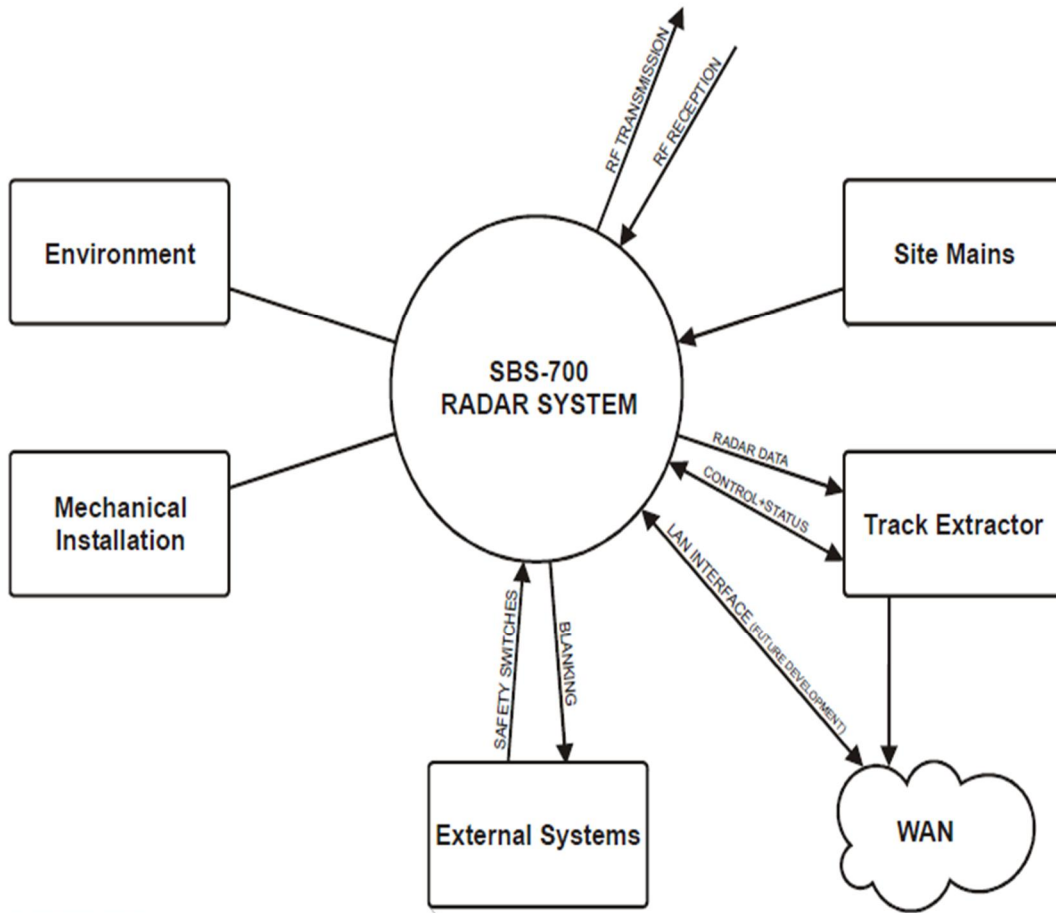 RF TRANSMISSION
RF RECEPTION
Environment
Site Mains
SBS-700
RADAR SYSTEM
RADAR DATA
CONTROL+STATUS
Mechanical
Installation
Track Extractor
LAN INTERFACE (FUTURE DEVELOPMENT)
SAFETY SWITCHES
BLANKING
External Systems
WAN